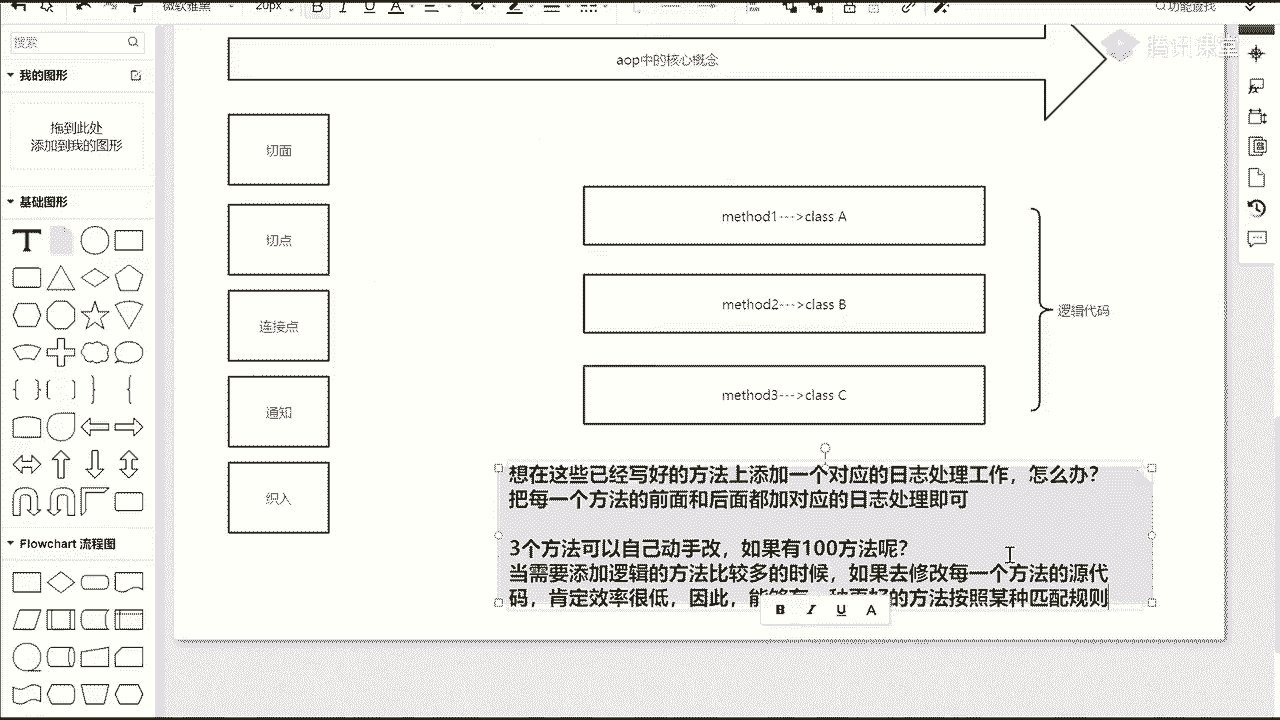 微软雅黑
20px
B I U A
功能查找
搜索
我的图形
拖到此处
添加到我的图形
基础图形
T
Flowchart 流程图
aop中的核心概念
腾讯课堂
切面
切点
连接点
通知
织入
method1--->class A
method2--->class B
method3--->class C
逻辑代码
想在这些已经写好的方法上添加一个对应的日志处理工作，怎么办？
把每一个方法的前面和后面都加对应的日志处理即可
3个方法可以自己动手改，如果有100方法呢？
当需要添加逻辑的方法比较多的时候，如果去修改每一个方法的源代
码，肯定效率很低，因此，能够有一种更好的方法按照某种匹配规则
B I U A